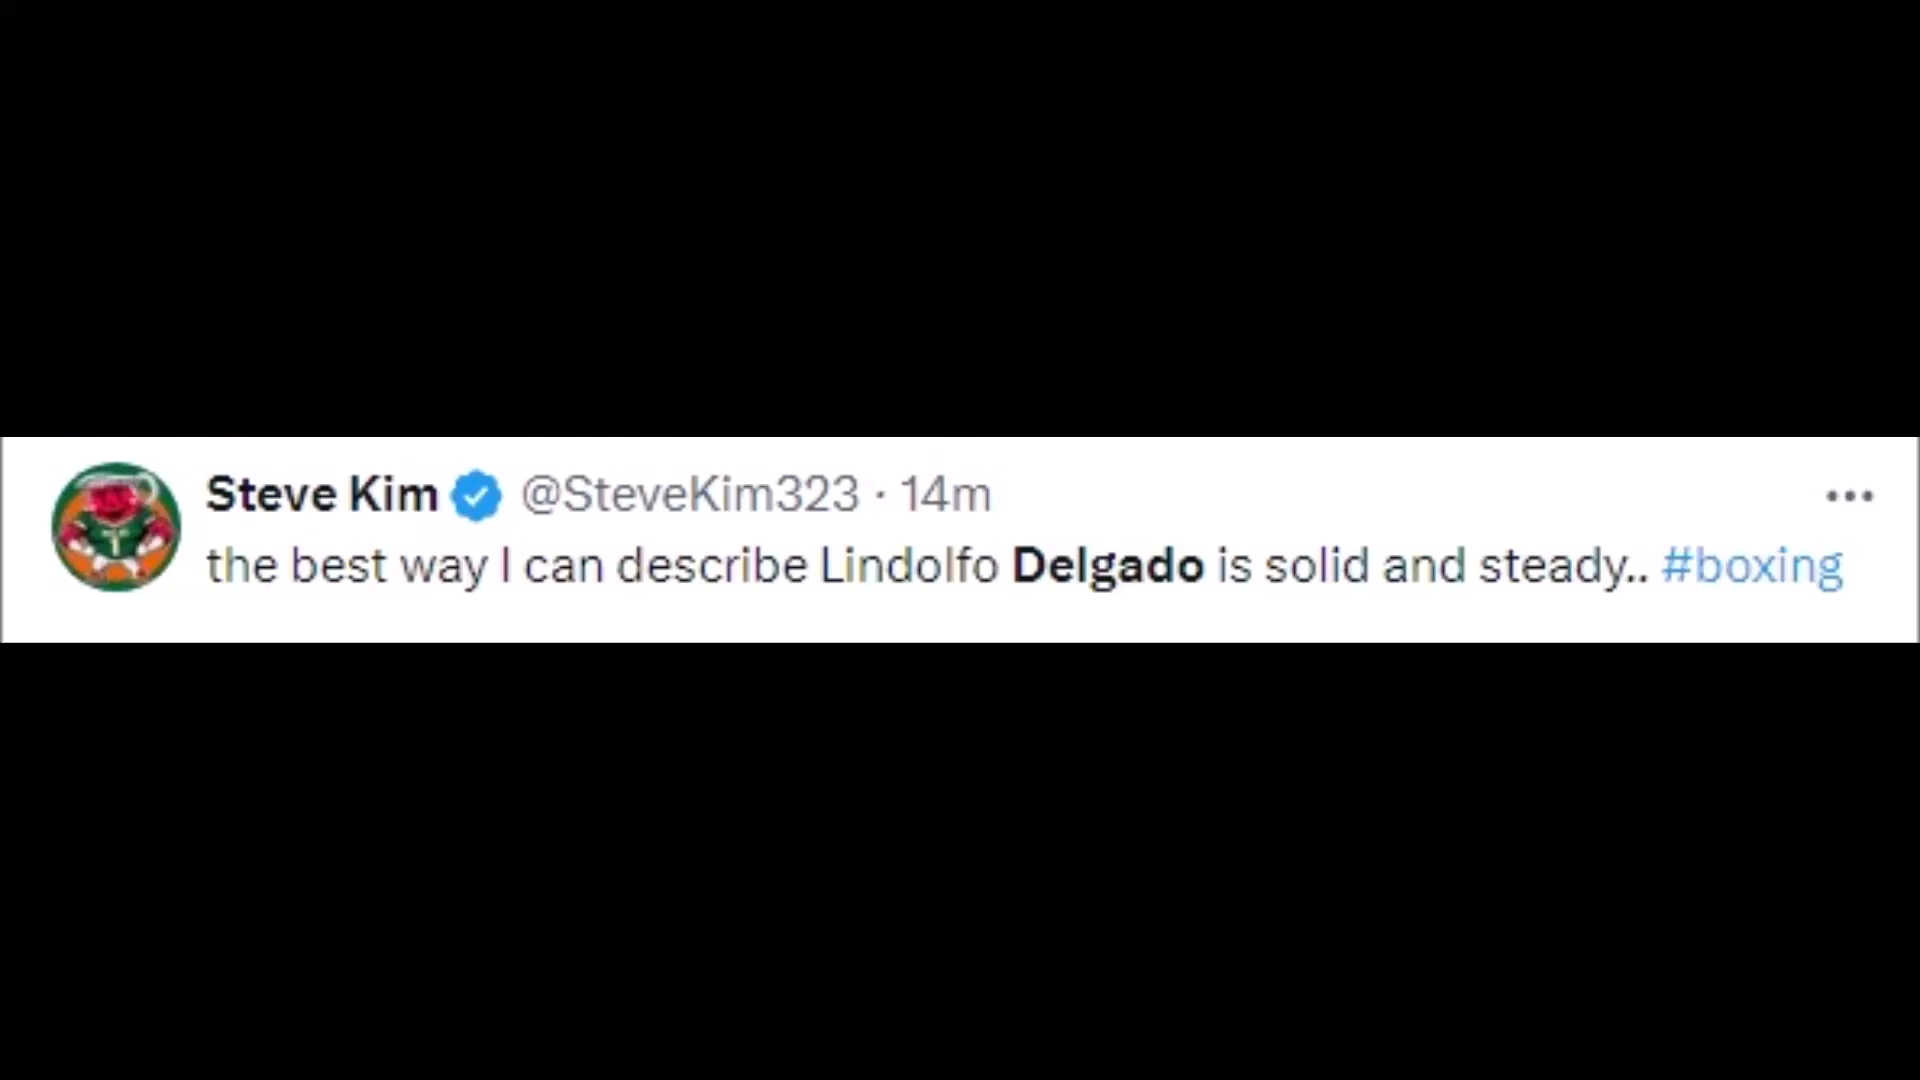 Steve Kim @SteveKim323 · 14m
the best way I can describe Lindolfo Delgado is solid and steady.. #boxing